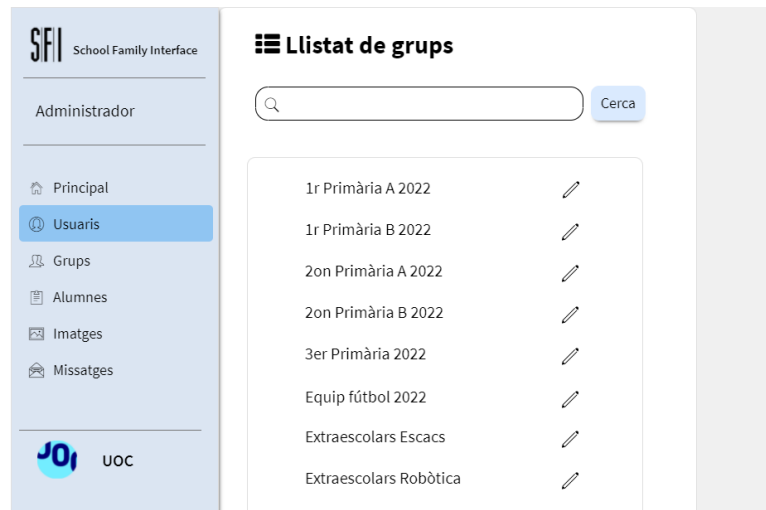 SFI School Family Interface
Administrador
Principal
Usuaris
Grups
Alumnes
Imatges
Missatges
UOC
Llistat de grups
Cerca
1r Primària A 2022
1r Primària B 2022
2on Primària A 2022
2on Primària B 2022
3er Primària 2022
Equip fútbol 2022
Extraescolars Escacs
Extraescolars Robòtica